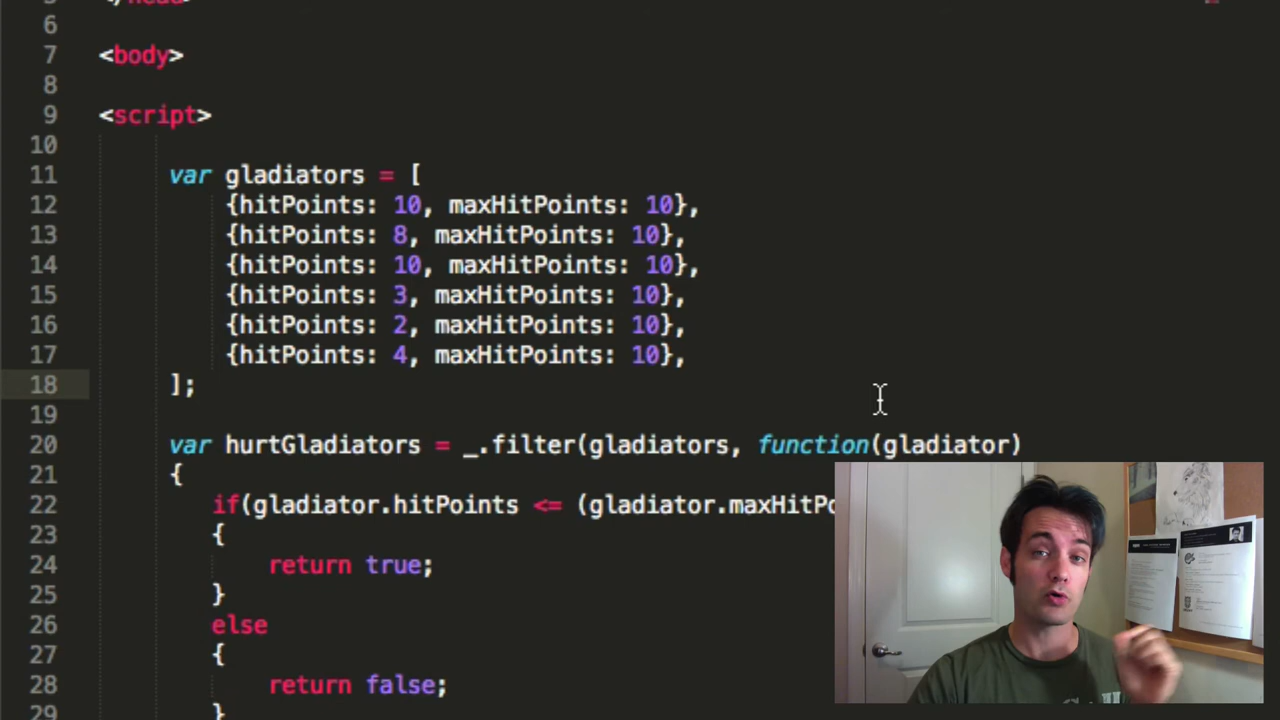 6
7 <body>
8
9 <script>
10
11 var gladiators = [
12 {hitPoints: 10, maxHitPoints: 10},
13 {hitPoints: 8, maxHitPoints: 10},
14 {hitPoints: 10, maxHitPoints: 10},
15 {hitPoints: 3, maxHitPoints: 10},
16 {hitPoints: 2, maxHitPoints: 10},
17 {hitPoints: 4, maxHitPoints: 10},
18 ];
19
20 var hurtGladiators = _.filter(gladiators, function(gladiator)
21 {
22 if(gladiator.hitPoints <= (gladiator.maxHitPo
23 {
24 return true;
25 }
26 else
27 {
28 return false;
29 }